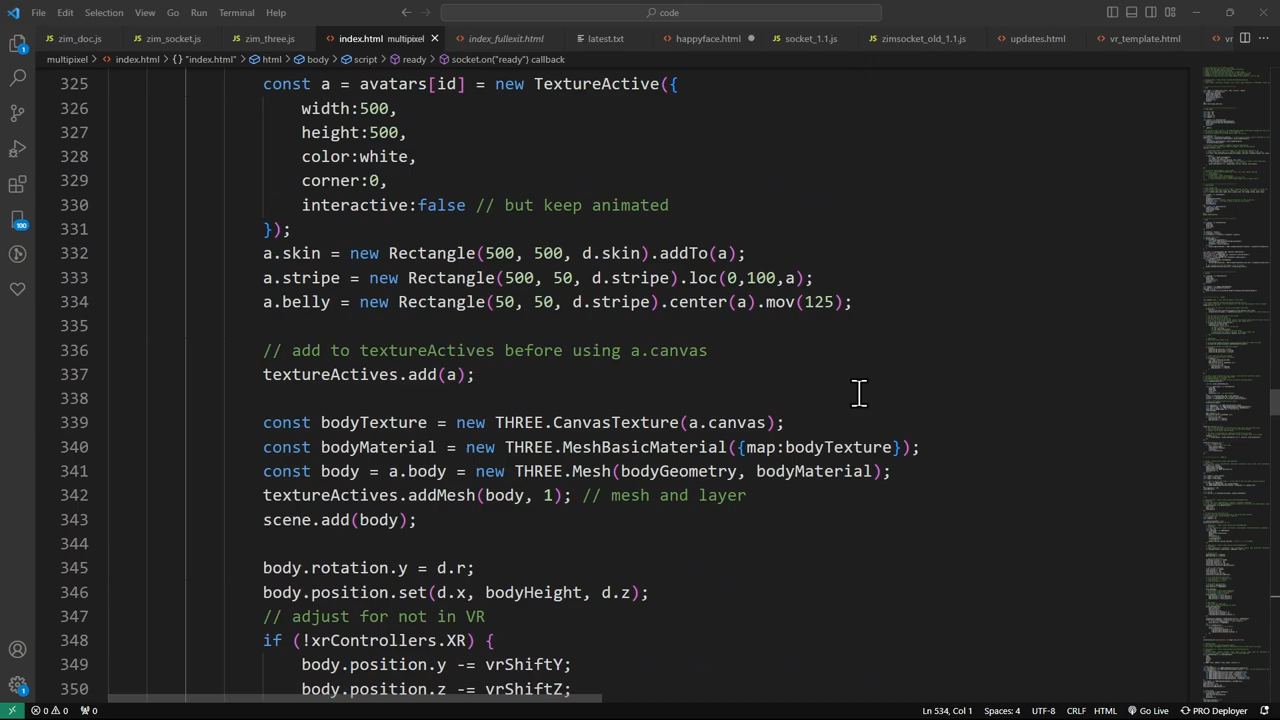 File Edit Selection View Go Run Terminal Help
code
zim_doc.js zim_socket.js zim_three.js index.html multipixel index_fullexit.html latest.txt happyface.html socket_1.1.js zimsocket_old_1.1.js updates.html vr_template.html vr
multipixel > index.html > {} "index.html" > html > body > script > ready > socket.on("ready") callback
325 const a = avatars[id] = new TextureActive({
326 width:500,
327 height:500,
328 color:white,
329 corner:0,
330 interactive:false // but keep animated
331 });
332 a.skin = new Rectangle(500, 500, d.skin).addTo(a);
333 a.stripe = new Rectangle(500, 50, d.stripe).loc(0,100,a);
334 a.belly = new Rectangle(50, 50, d.stripe).center(a).mov(125);
335
336 // add to textureActives before using a.canvas
337 textureActives.add(a);
338
339 const bodyTexture = new THREE.CanvasTexture(a.canvas);
340 const bodyMaterial = new THREE.MeshBasicMaterial({map:bodyTexture});
341 const body = a.body = new THREE.Mesh(bodyGeometry, bodyMaterial);
342 textureActives.addMesh(body, 1); // mesh and layer
343 scene.add(body);
344
345 body.rotation.y = d.r;
346 body.position.set(d.x, bodyHeight, d.z);
347 // adjust for not in VR
348 if (!xrControllers.XR) {
349 body.position.y -= vrShiftY;
350
100
1
1
0 0 0 Ln 534, Col 1 Spaces: 4 UTF-8 CRLF HTML Go Live PRO Deployer